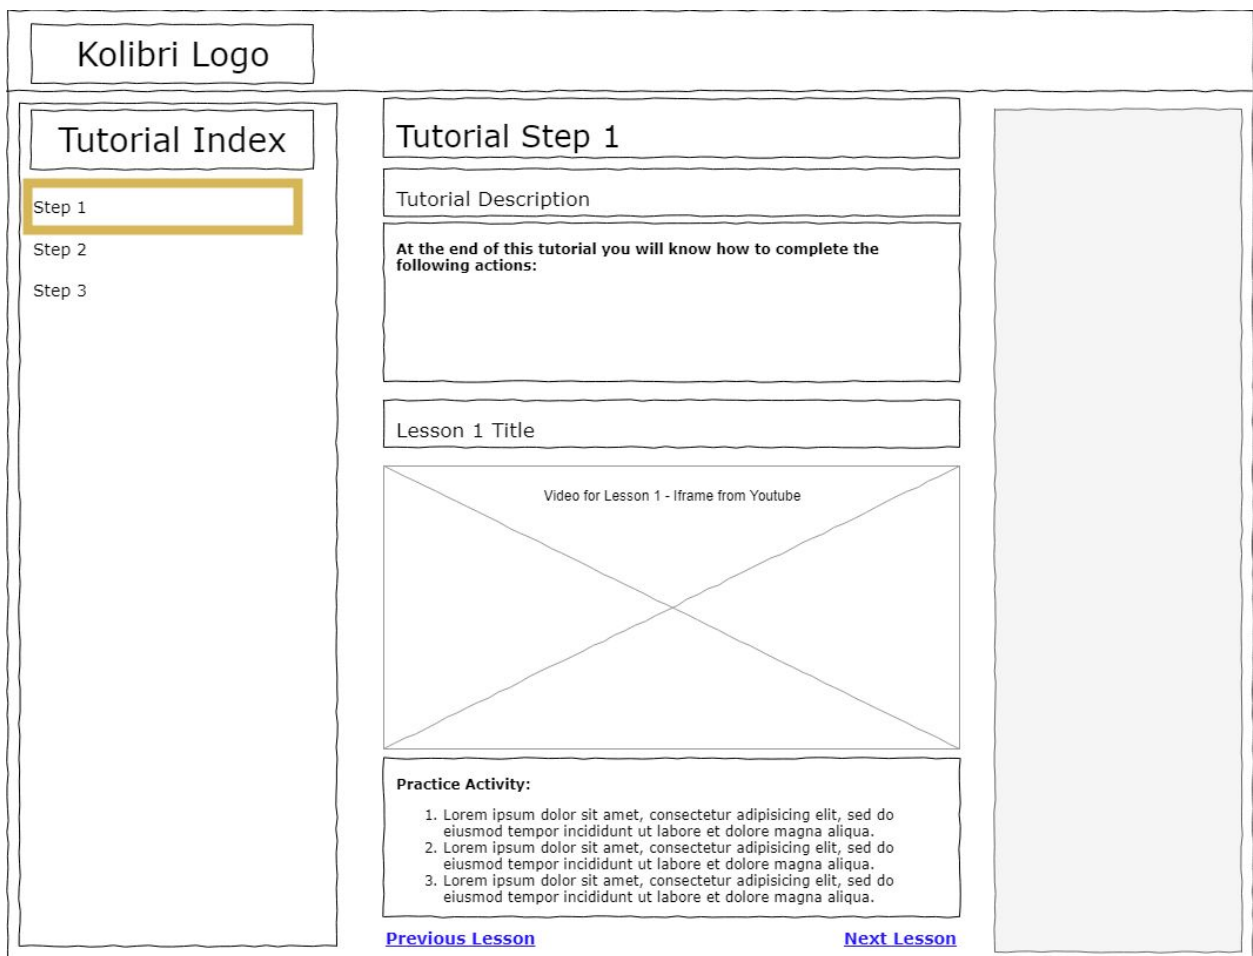 Kolibri Logo
Tutorial Index
Step 1
Step 2
Step 3
Tutorial Step 1
Tutorial Description
At the end of this tutorial you will know how to complete the
following actions:
Lesson 1 Title
Video for Lesson 1 - Iframe from Youtube
Practice Activity:
1. Lorem ipsum dolor sit amet, consectetur adipisicing elit, sed do
eiusmod tempor incididunt ut labore et dolore magna aliqua.
2. Lorem ipsum dolor sit amet, consectetur adipisicing elit, sed do
eiusmod tempor incididunt ut labore et dolore magna aliqua.
3. Lorem ipsum dolor sit amet, consectetur adipisicing elit, sed do
eiusmod tempor incididunt ut labore et dolore magna aliqua.
Previous Lesson
Next Lesson